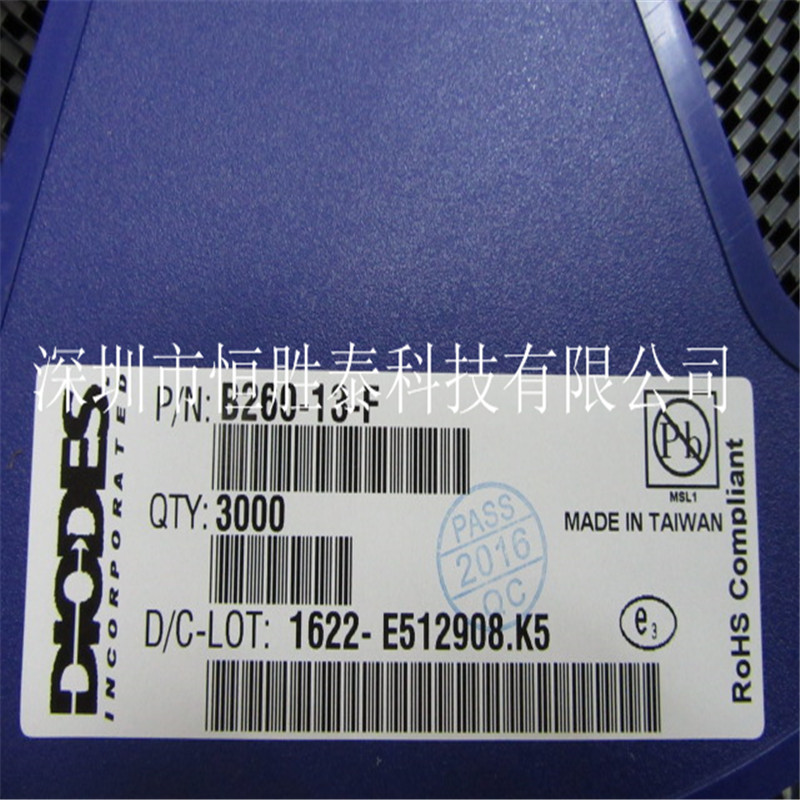 深圳市恒胜泰科技有限公司
DIODES
INCORPORATED
P/N: B260-13-F
QTY: 3000
D/C-LOT: 1622- E512908.K5
PASS
2016
QC
Pb
MSL1
MADE IN TAIWAN
e3
RoHS Compliant